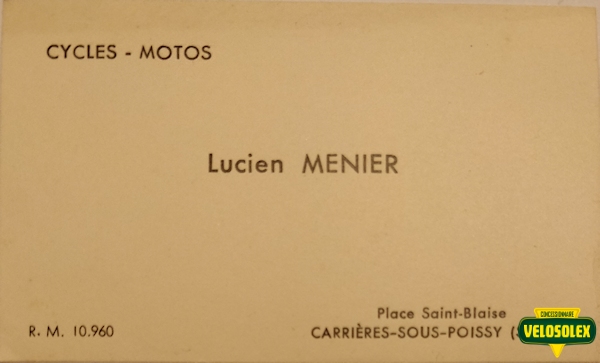 CYCLES - MOTOS
Lucien MENIER
Place Saint-Blaise
R. M. 10.960
CARRIÈRES-SOUS-POISSY
CONCESSIONNAIRE
VELOSOLEX